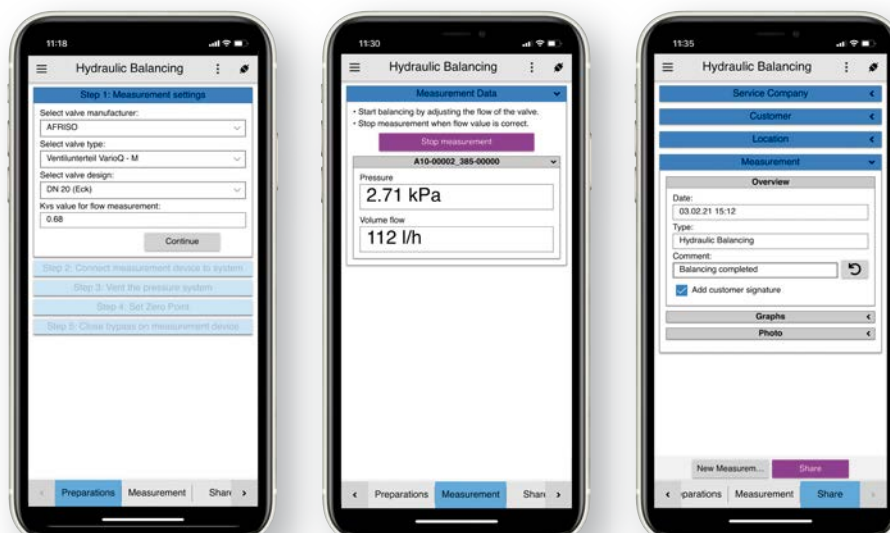 11:18
Hydraulic Balancing
Step 1: Measurement settings
Select valve manufacturer:
AFRISO
Select valve type:
Ventilunterteil VarioQ - M
Select valve design:
DN 20 (Eck)
Kvs value for flow measurement:
0.68
Continue
Step 2: Connect measurement device to system
Step 3: Vent the pressure system
Step 4: Set Zero Point
Step 5: Close bypass on measurement device
Preparations Measurement Share
11:30
Hydraulic Balancing
Measurement Data
• Start balancing by adjusting the flow of the valve.
• Stop measurement when flow value is correct.
Stop measurement
A10-00002_385-00000
Pressure
2.71 kPa
Volume flow
112 l/h
Preparations Measurement Share
11:35
Hydraulic Balancing
Service Company
Customer
Location
Measurement
Overview
Date:
03.02.21 15:12
Type:
Hydraulic Balancing
Comment:
Balancing completed
Add customer signature
Graphs
Photo
New Measurem... Share
parations Measurement Share